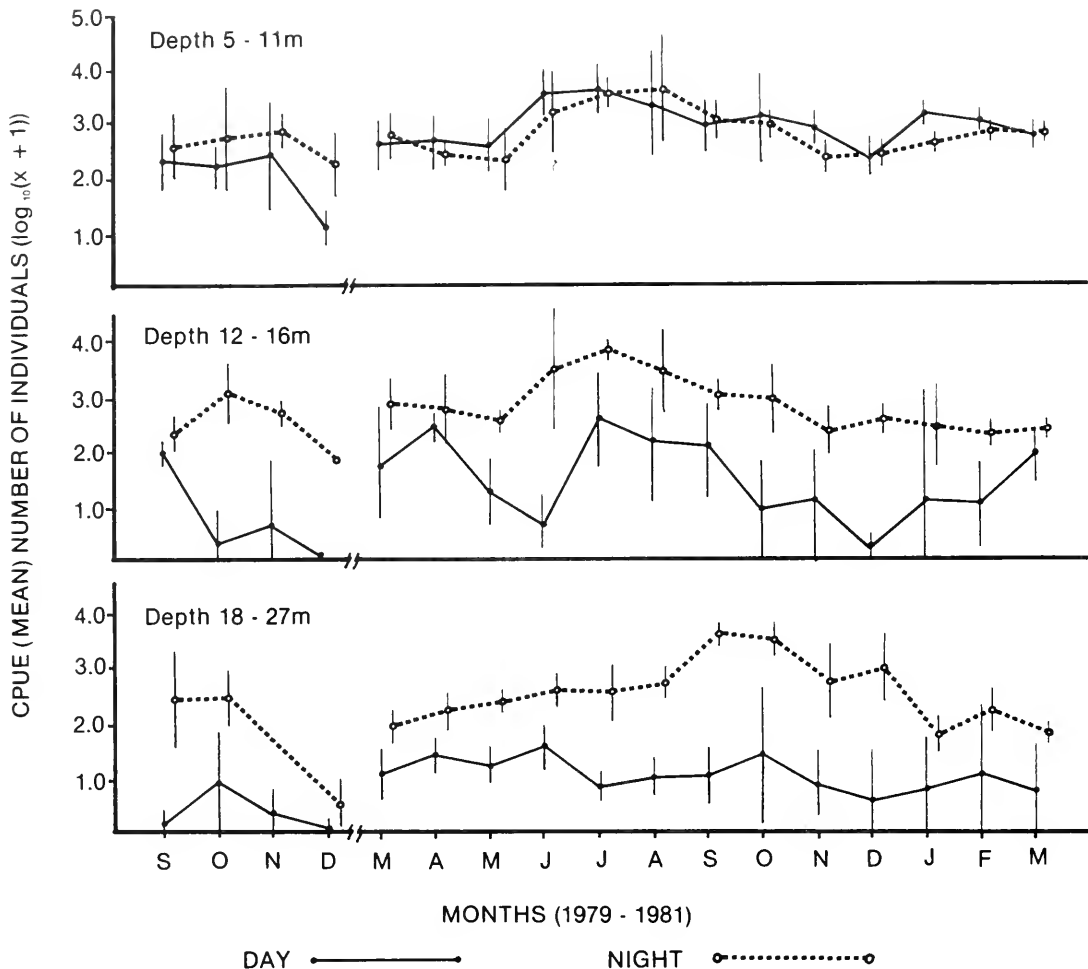 CPUE (MEAN) NUMBER OF INDIVIDUALS (log 10 (x + 1))
5.0
Depth 5 - 11m
4.0
3.0
2.0
1.0
Depth 12 - 16m
4.0
3.0
2.0
1.0
Depth 18 - 27m
4.0
3.0
2.0
1.0
S O N D M A M J J A S O N D J F M
MONTHS (1979 - 1981)
DAY NIGHT